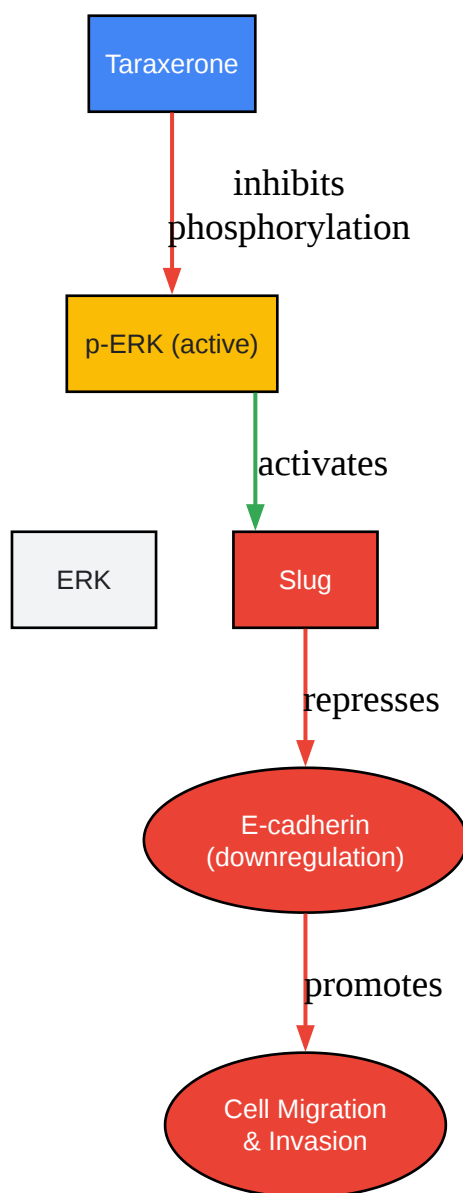 Taraxerone
inhibits
phosphorylation
p-ERK (active)
activates
ERK
Slug
represses
E-cadherin
(downregulation)
promotes
Cell Migration
& Invasion